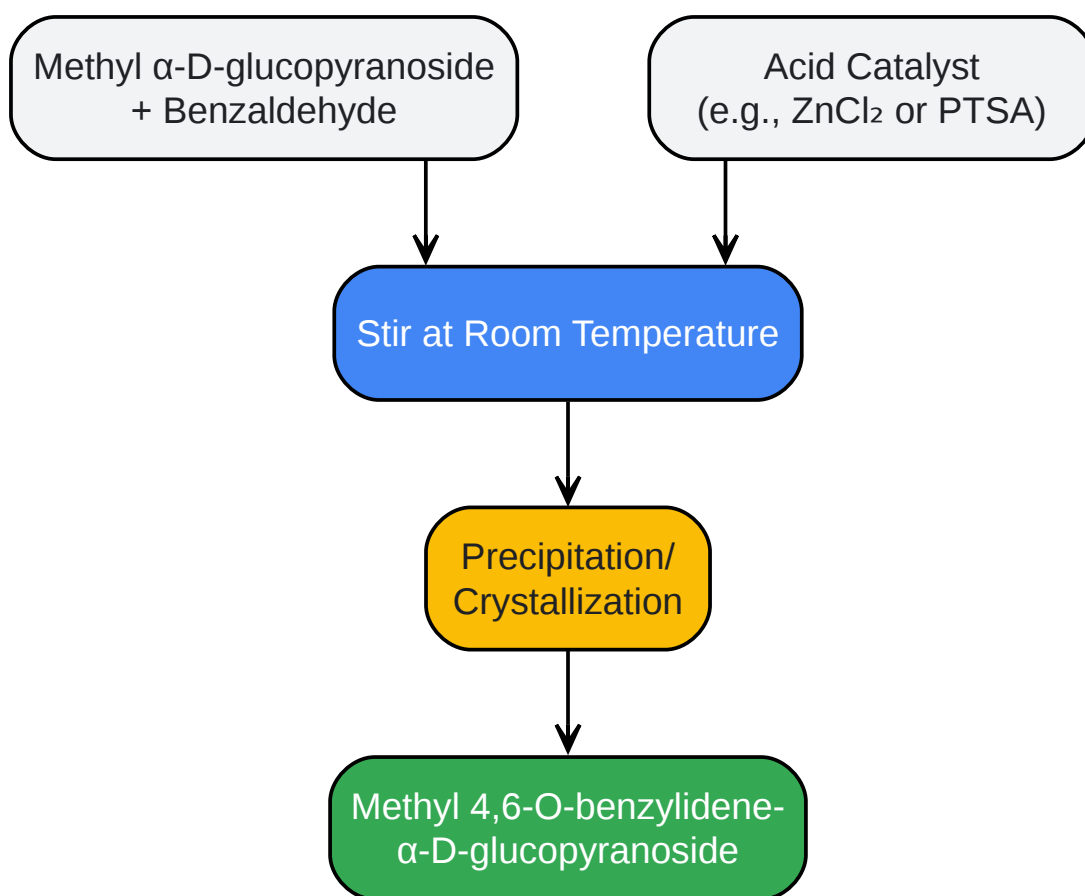 Methyl α-D-glucopyranoside
+ Benzaldehyde
Acid Catalyst
(e.g., ZnCl₂ or PTSA)
Stir at Room Temperature
Precipitation/
Crystallization
Methyl 4,6-O-benzylidene-
α-D-glucopyranoside